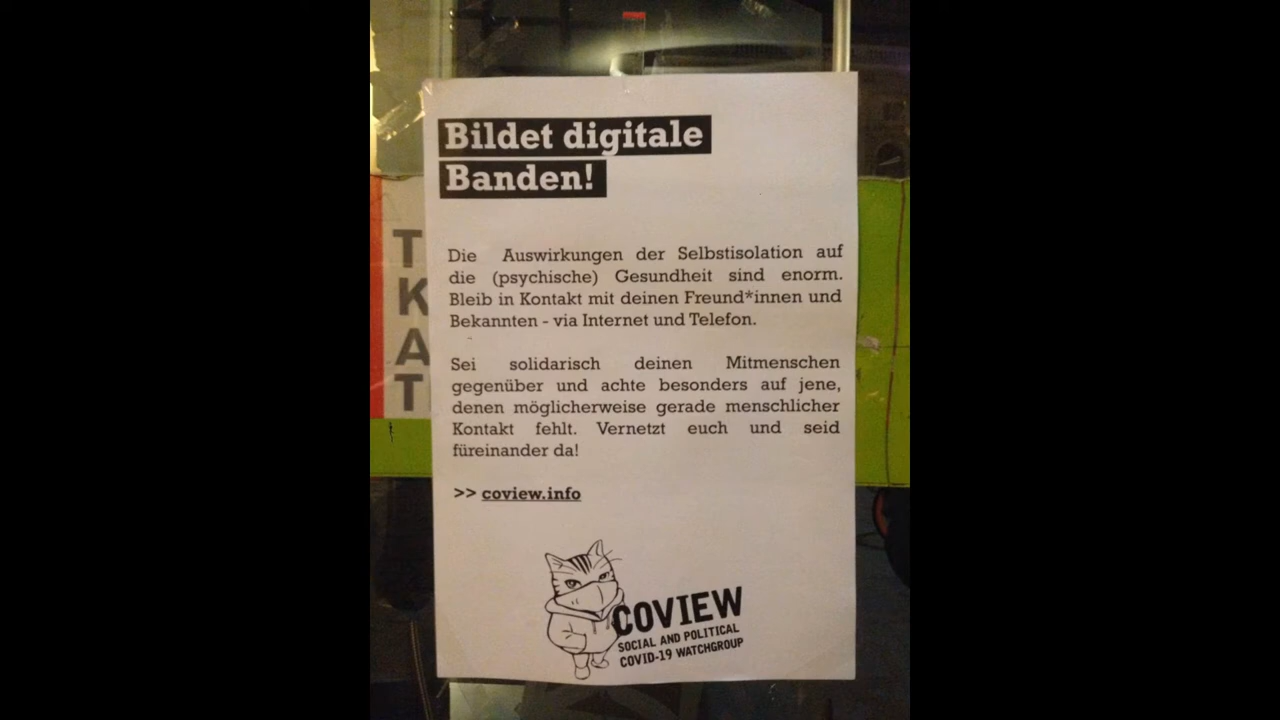 Bildet digitale
Banden!
Die Auswirkungen der Selbstisolation auf
die (psychische) Gesundheit sind enorm.
Bleib in Kontakt mit deinen Freund*innen und
Bekannten - via Internet und Telefon.
Sei solidarisch deinen Mitmenschen
gegenüber und achte besonders auf jene,
denen möglicherweise gerade menschlicher
Kontakt fehlt. Vernetzt euch und seid
füreinander da!
>> coview.info
COVIEW
SOCIAL AND POLITICAL
COVID-19 WATCHGROUP
T
K
A
T